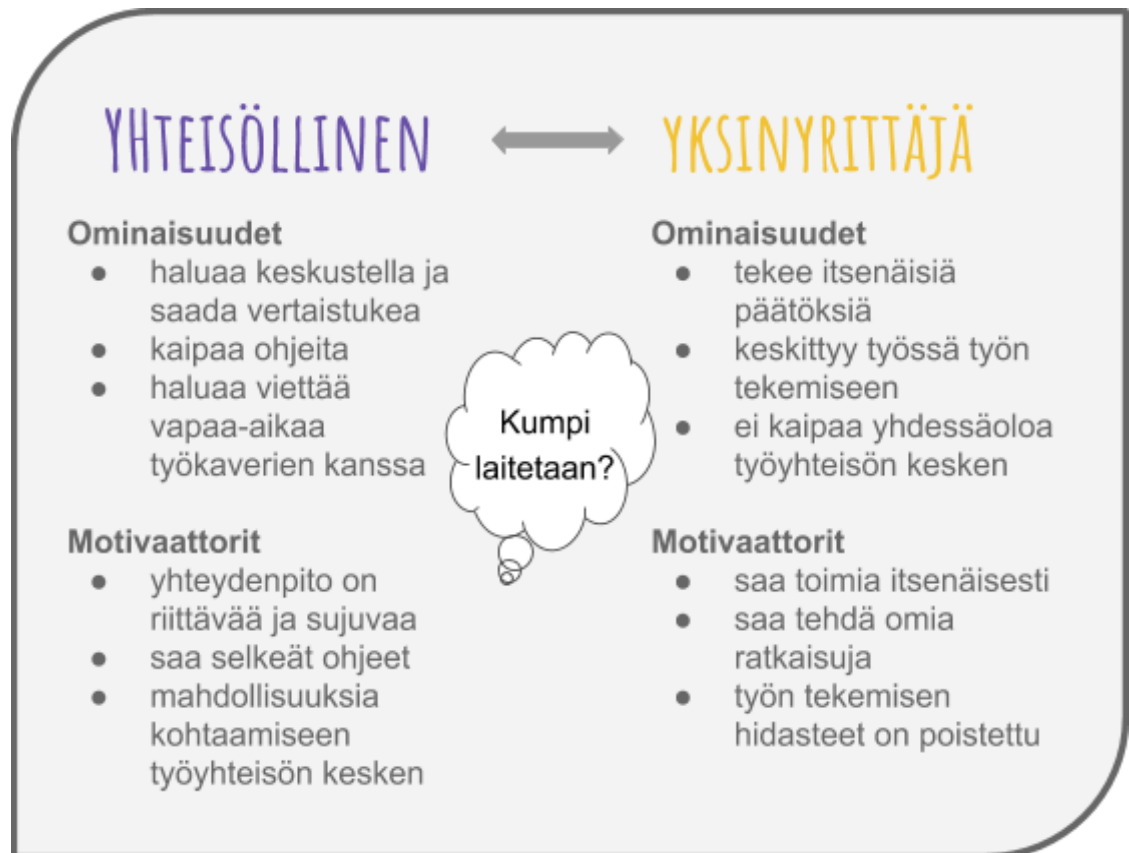 YHTEISÖLLINEN
Ominaisuudet
● haluaa keskustella ja
saada vertaistukea
● kaipaa ohjeita
● haluaa viettää
vapaa-aikaa
työkaverien kanssa
Motivaattorit
● yhteydenpito on
riittävää ja sujuvaa
● saa selkeät ohjeet
● mahdollisuuksia
kohtaamiseen
työyhteisön kesken
Kumpi
laitetaan?
YKSINYRITTÄJÄ
Ominaisuudet
● tekee itsenäisiä
päätöksiä
● keskittyy työssä työn
tekemiseen
● ei kaipaa yhdessäoloa
työyhteisön kesken
Motivaattorit
● saa toimia itsenäisesti
● saa tehdä omia
ratkaisuja
● työn tekemisen
hidasteet on poistettu